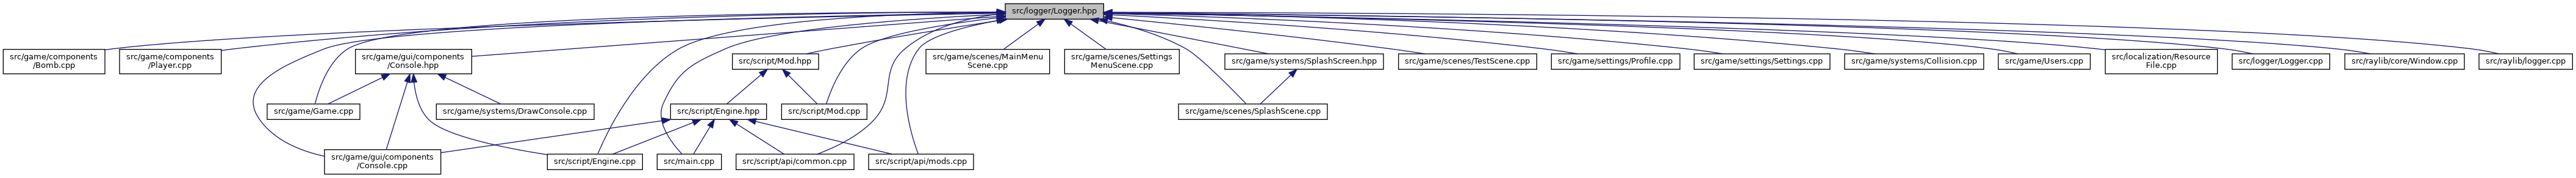 src/logger/Logger.hpp
src/game/components
/Bomb.cpp
src/game/components
/Player.cpp
src/game/gui/components
/Console.hpp
src/script/Mod.hpp
src/game/scenes/MainMenu
Scene.cpp
src/game/scenes/Settings
MenuScene.cpp
src/game/systems/SplashScreen.hpp
src/game/scenes/TestScene.cpp
src/game/settings/Profile.cpp
src/game/settings/Settings.cpp
src/game/systems/Collision.cpp
src/game/Users.cpp
src/localization/Resource
File.cpp
src/logger/Logger.cpp
src/raylib/core/Window.cpp
src/raylib/logger.cpp
src/game/Game.cpp
src/game/systems/DrawConsole.cpp
src/script/Engine.hpp
src/script/Mod.cpp
src/game/scenes/SplashScene.cpp
src/game/gui/components
/Console.cpp
src/script/Engine.cpp
src/main.cpp
src/script/api/common.cpp
src/script/api/mods.cpp